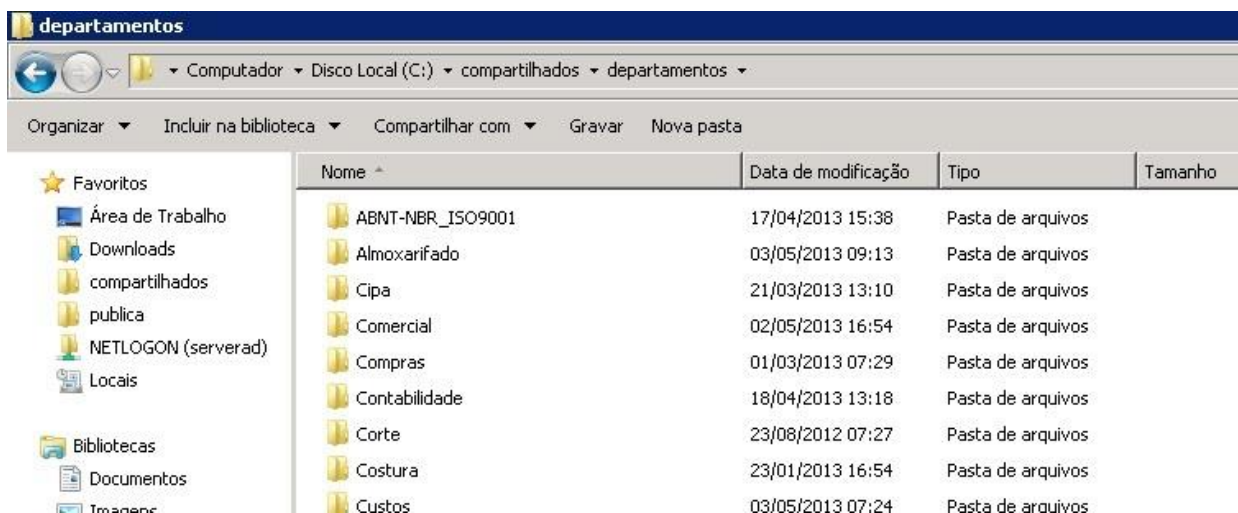 departamentos
Computador Disco Local (C:) compartilhados departamentos
Organizar Incluir na biblioteca Compartilhar com Gravar Nova pasta
Nome Data de modificação Tipo Tamanho
Favoritos
Área de Trabalho
Downloads
compartilhados
publica
NETLOGON (serverad)
Locais
Bibliotecas
Documentos
Imagens
ABNT-NBR_ISO9001 17/04/2013 15:38 Pasta de arquivos
Almoxarifado 03/05/2013 09:13 Pasta de arquivos
Cipa 21/03/2013 13:10 Pasta de arquivos
Comercial 02/05/2013 16:54 Pasta de arquivos
Compras 01/03/2013 07:29 Pasta de arquivos
Contabilidade 18/04/2013 13:18 Pasta de arquivos
Corte 23/08/2012 07:27 Pasta de arquivos
Costura 23/01/2013 16:54 Pasta de arquivos
Custos 03/05/2013 07:24 Pasta de arquivos